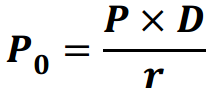 P₀ = (P × D) / r